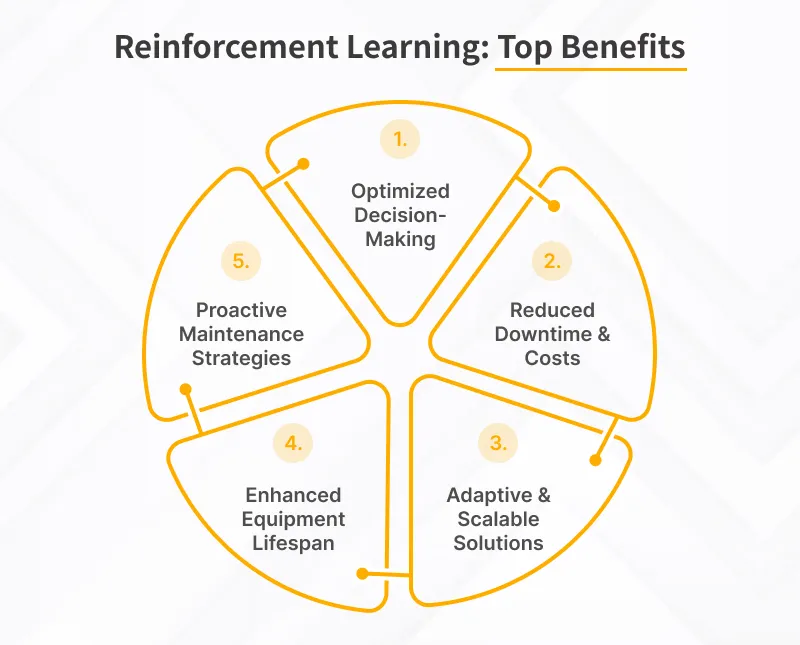 Reinforcement Learning: Top Benefits
1.
Optimized
Decision-
Making
2.
Reduced
Downtime &
Costs
3.
Adaptive &
Scalable
Solutions
4.
Enhanced
Equipment
Lifespan
5.
Proactive
Maintenance
Strategies